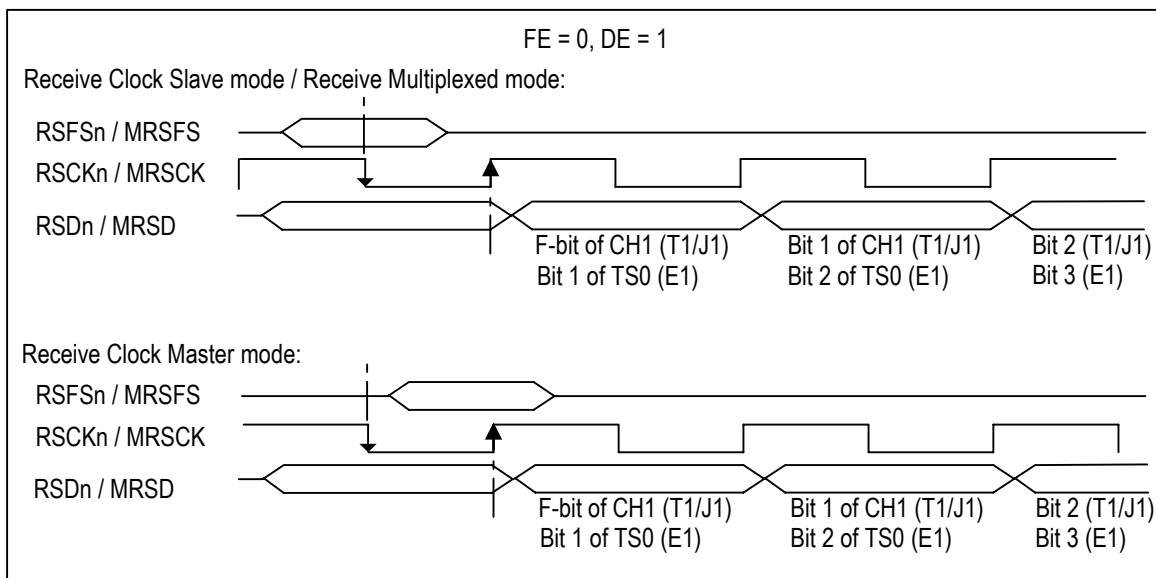 FE = 0, DE = 1
Receive Clock Slave mode / Receive Multiplexed mode:
RSFSn / MRSFS
RSCKn / MRSCK
RSDn / MRSD
F-bit of CH1 (T1/J1) Bit 1 of CH1 (T1/J1) Bit 2 (T1/J1)
Bit 1 of TS0 (E1) Bit 2 of TS0 (E1) Bit 3 (E1)
Receive Clock Master mode:
RSFSn / MRSFS
RSCKn / MRSCK
RSDn / MRSD
F-bit of CH1 (T1/J1) Bit 1 of CH1 (T1/J1) Bit 2 (T1/J1)
Bit 1 of TS0 (E1) Bit 2 of TS0 (E1) Bit 3 (E1)